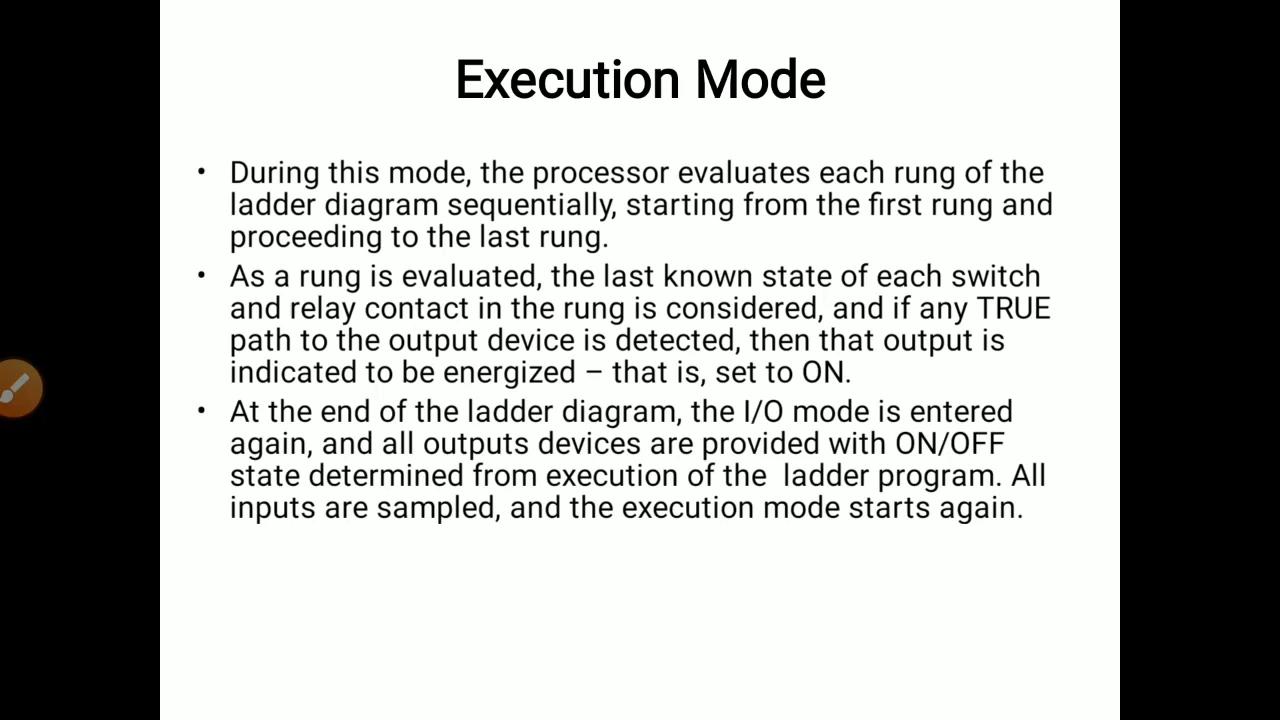 Execution Mode
• During this mode, the processor evaluates each rung of the
ladder diagram sequentially, starting from the first rung and
proceeding to the last rung.
• As a rung is evaluated, the last known state of each switch
and relay contact in the rung is considered, and if any TRUE
path to the output device is detected, then that output is
indicated to be energized – that is, set to ON.
• At the end of the ladder diagram, the I/O mode is entered
again, and all outputs devices are provided with ON/OFF
state determined from execution of the  ladder program. All
inputs are sampled, and the execution mode starts again.